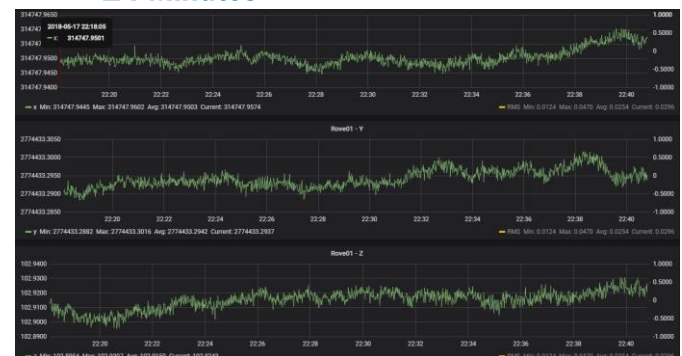 314747.9650 1.0000
2018-05-17 22:18:05
x: 314747.9501
0.5000
314747.9500 0
314747.9450 -0.5000
314747.9400 -1.0000
22:20 22:22 22:24 22:26 22:28 22:30 22:32 22:34 22:36 22:38 22:40
x Min: 314747.9445 Max: 314747.9602 Avg: 314747.9503 Current: 314747.9574 RMS Min: 0.0124 Max: 0.0470 Avg: 0.0254 Current: 0.0296
Rove01 - Y
2774433.3050 1.0000
2774433.3000 0.5000
2774433.2950 0
2774433.2900 -0.5000
2774433.2850 -1.0000
22:20 22:22 22:24 22:26 22:28 22:30 22:32 22:34 22:36 22:38 22:40
y Min: 2774433.2882 Max: 2774433.3016 Avg: 2774433.2942 Current: 2774433.2937 RMS Min: 0.0124 Max: 0.0470 Avg: 0.0254 Current: 0.0296
Rove01 - Z
102.9400 1.0000
102.9300 0.5000
102.9200
102.9100 0
102.9000 -0.5000
102.8900 -1.0000
22:20 22:22 22:24 22:26 22:28 22:30 22:32 22:34 22:36 22:38 22:40